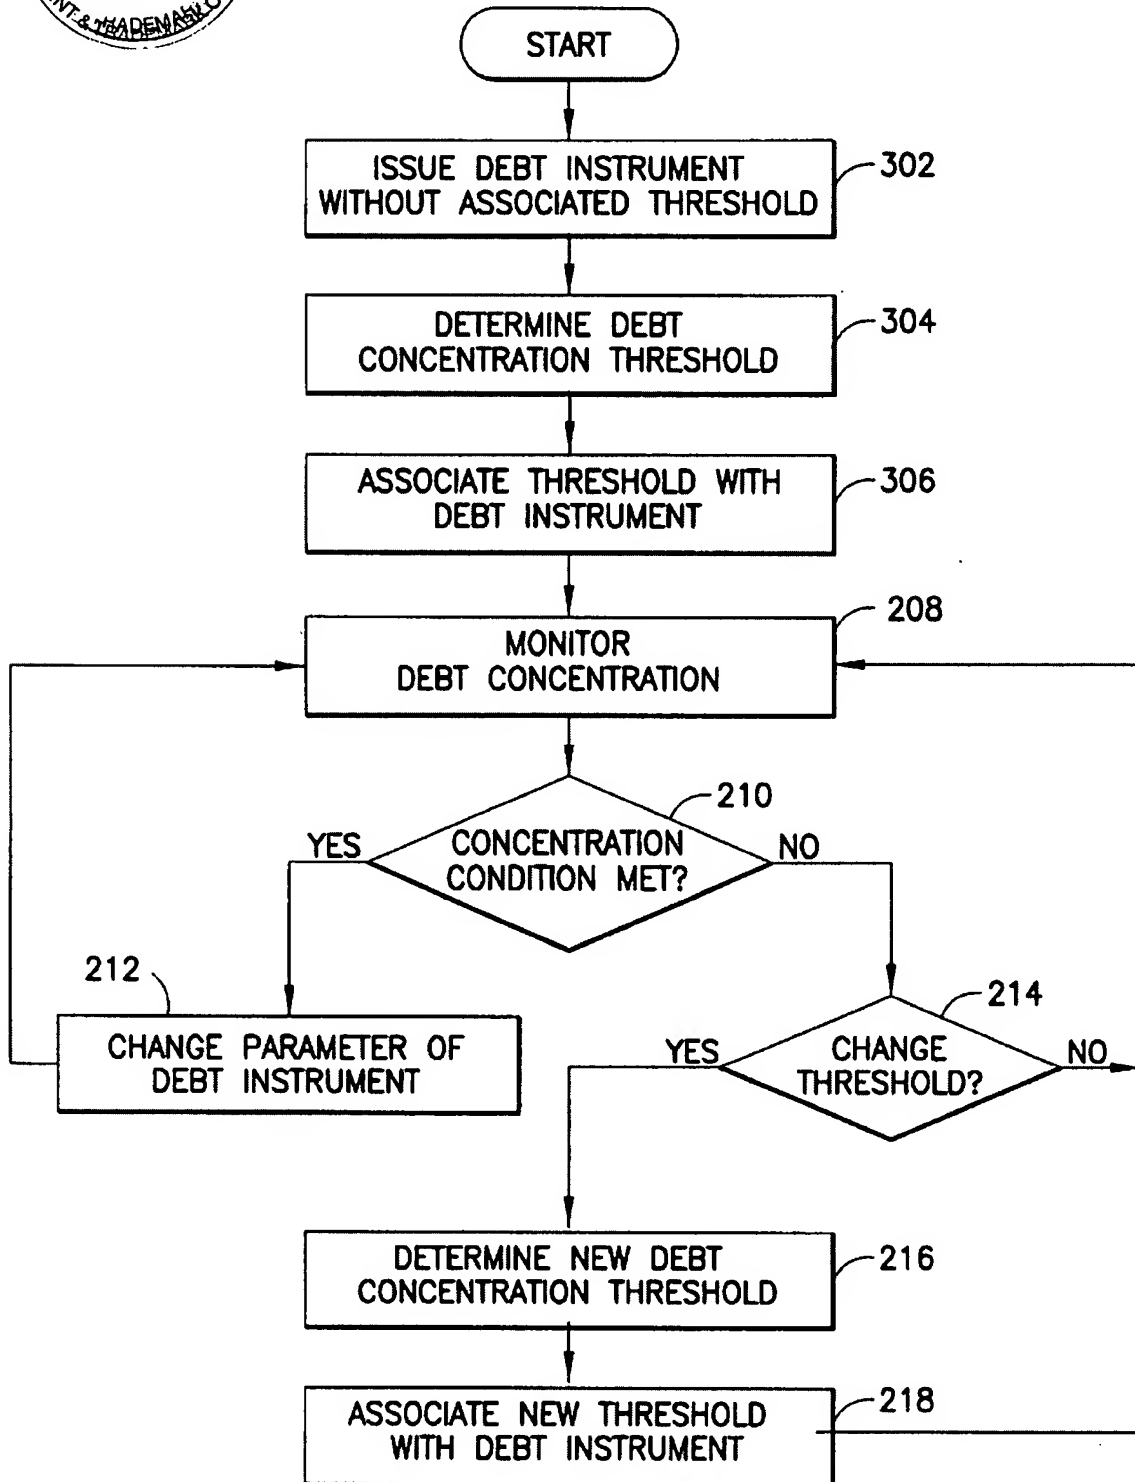 START
ISSUE DEBT INSTRUMENT
WITHOUT ASSOCIATED THRESHOLD
302
DETERMINE DEBT
CONCENTRATION THRESHOLD
304
ASSOCIATE THRESHOLD WITH
DEBT INSTRUMENT
306
MONITOR
DEBT CONCENTRATION
208
CONCENTRATION
CONDITION MET?
210
YES
NO
212
CHANGE PARAMETER OF
DEBT INSTRUMENT
CHANGE
THRESHOLD?
214
YES
NO
DETERMINE NEW DEBT
CONCENTRATION THRESHOLD
216
ASSOCIATE NEW THRESHOLD
WITH DEBT INSTRUMENT
218